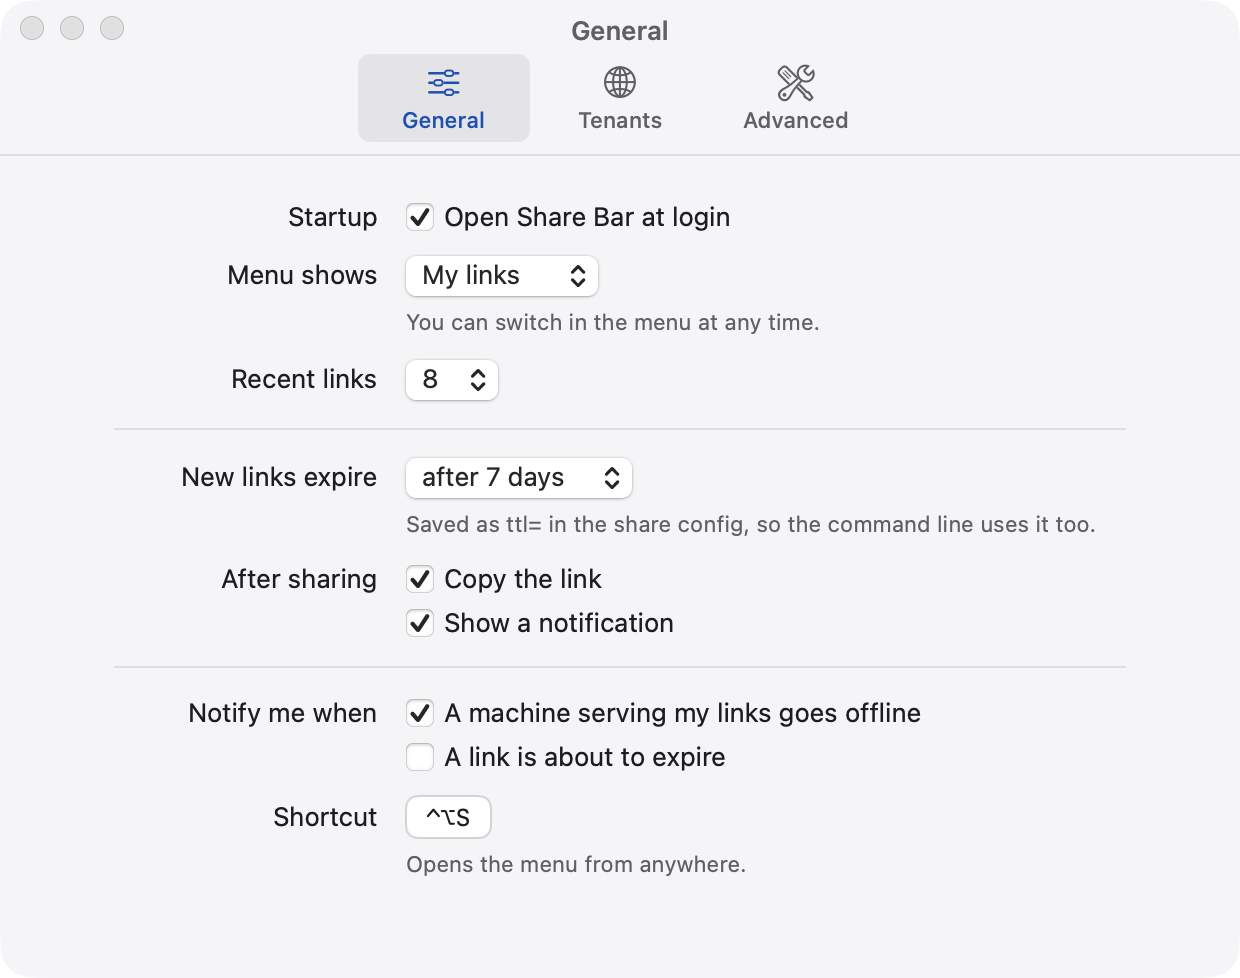 General
General
Tenants
Advanced
Startup
Open Share Bar at login
Menu shows
My links
You can switch in the menu at any time.
Recent links
8
New links expire
after 7 days
Saved as ttl= in the share config, so the command line uses it too.
After sharing
Copy the link
Show a notification
Notify me when
A machine serving my links goes offline
A link is about to expire
Shortcut
^⌥S
Opens the menu from anywhere.